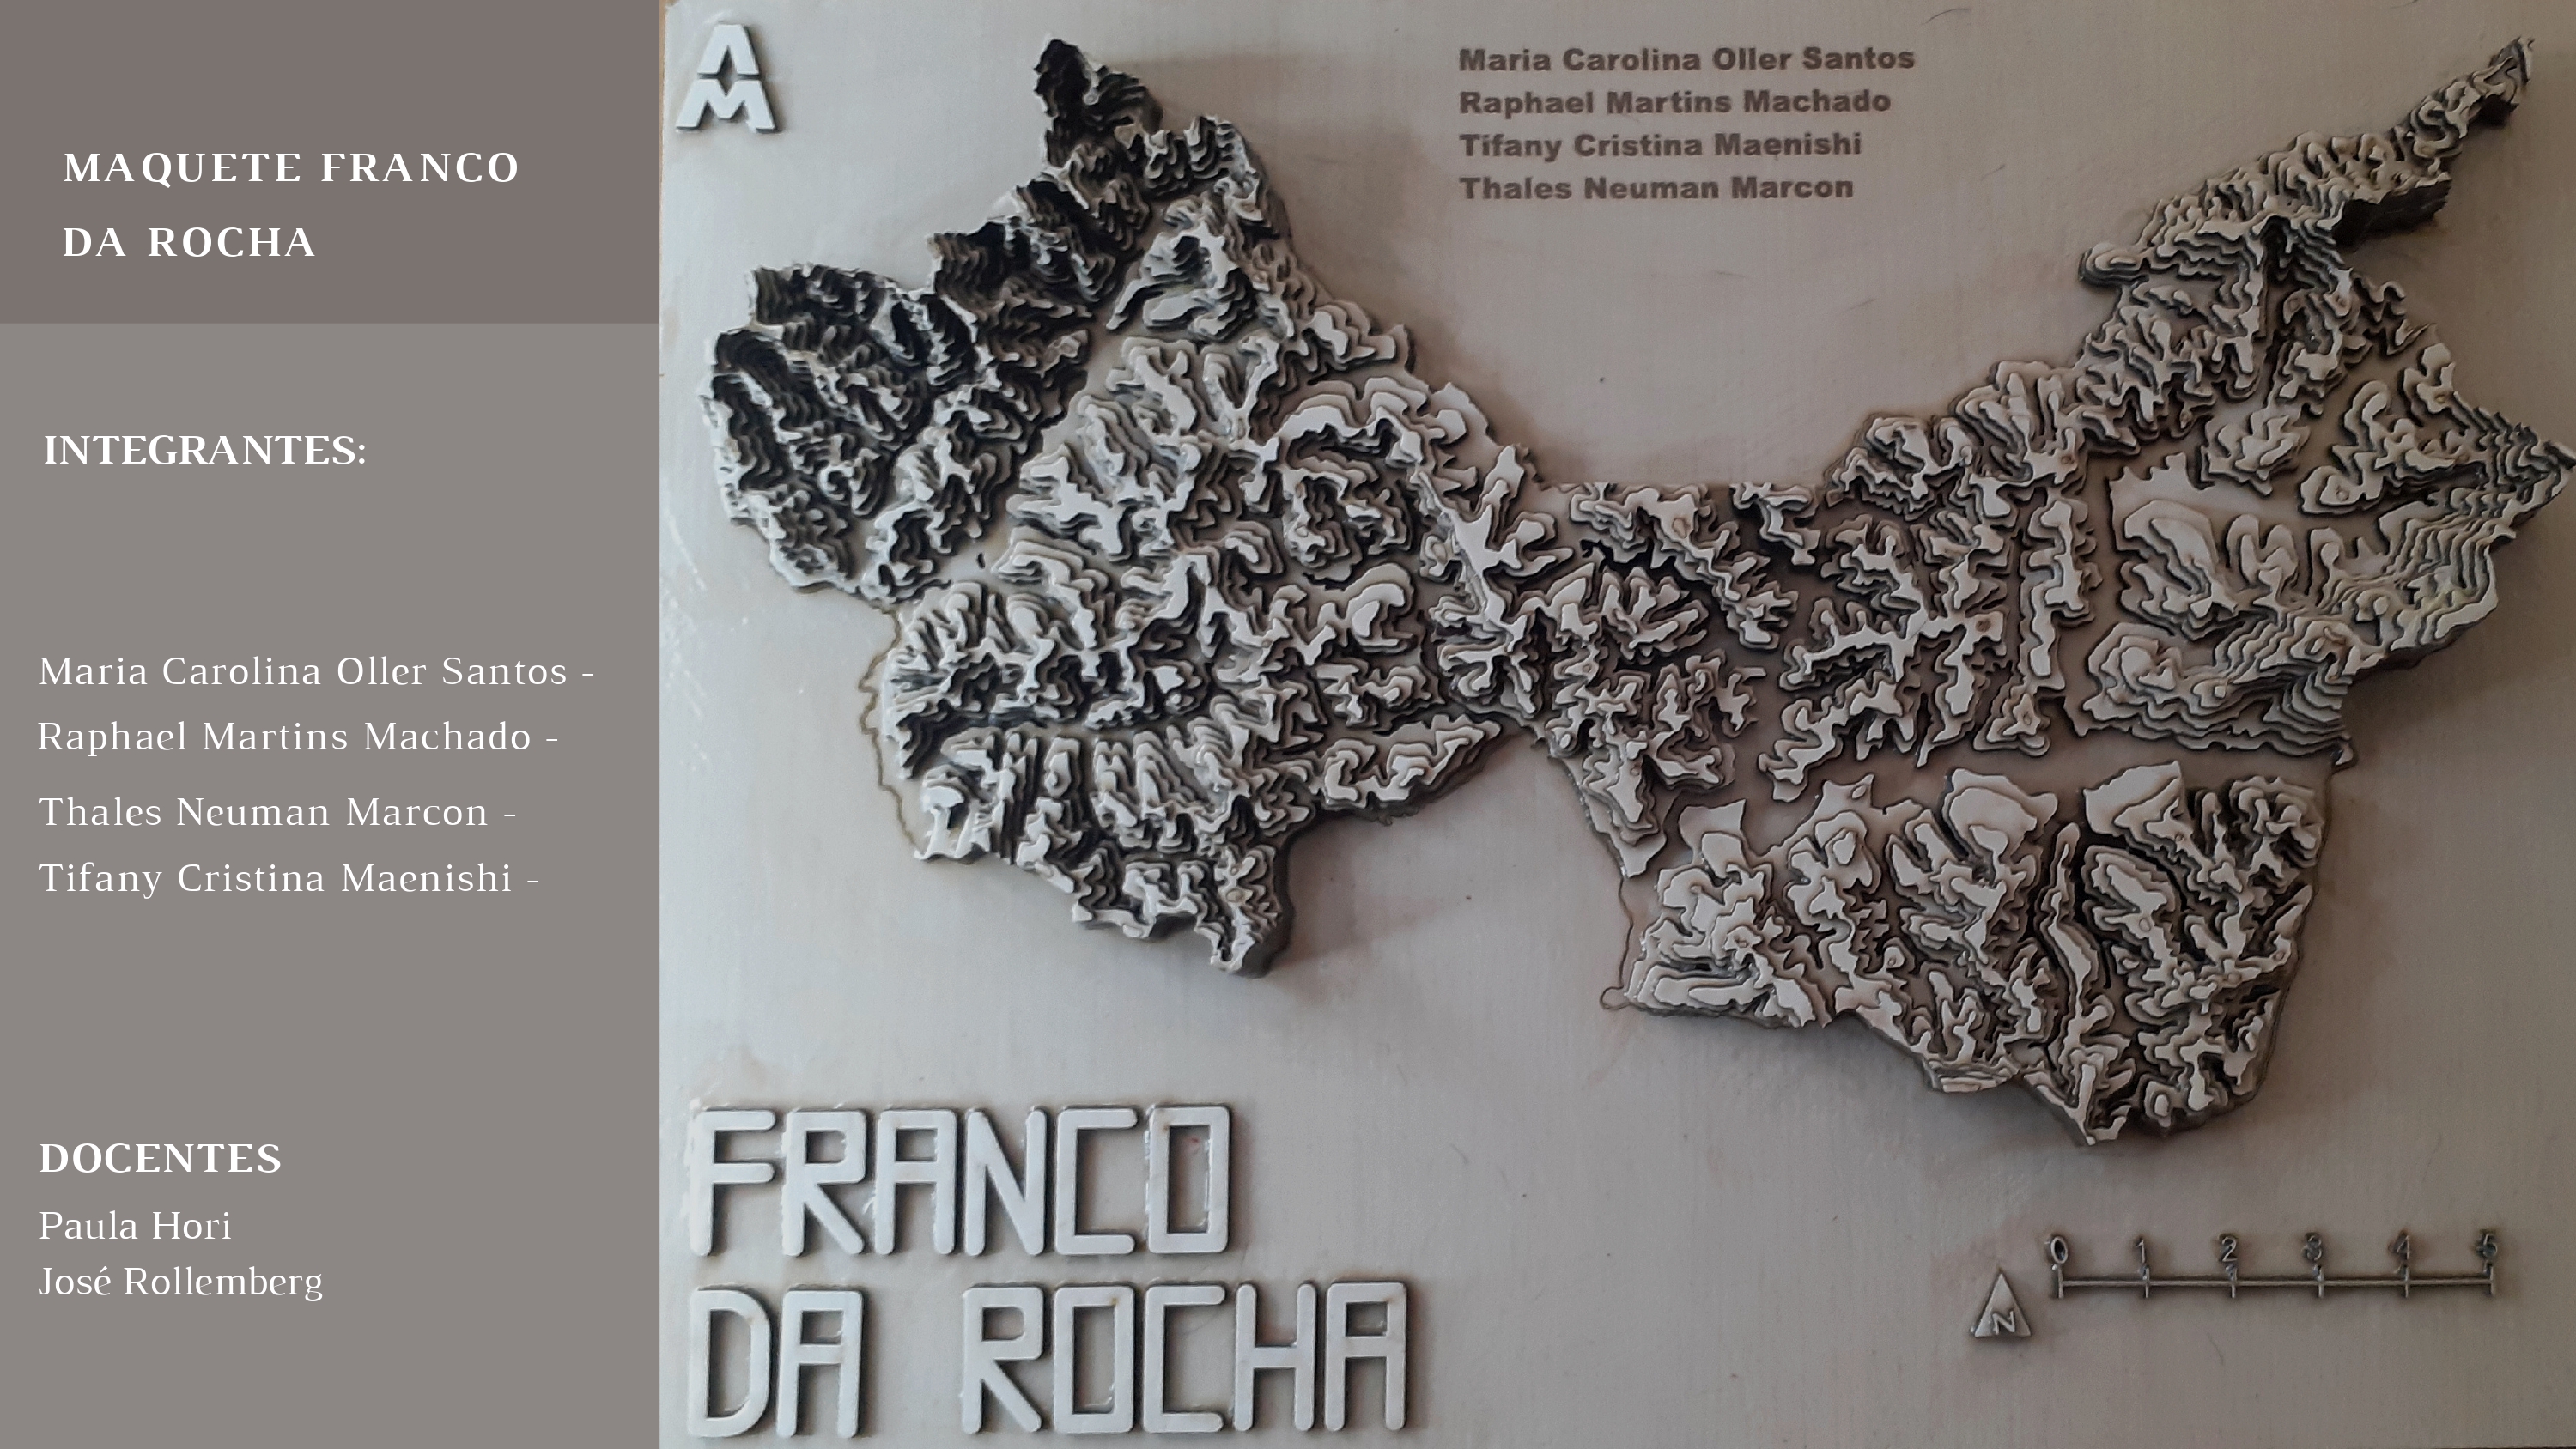 MAQUETE FRANCO
DA ROCHA
INTEGRANTES:
Maria Carolina Oller Santos -
Raphael Martins Machado -
Thales Neuman Marcon -
Tifany Cristina Maenishi -
DOCENTES
Paula Hori
José Rollemberg
AM
Maria Carolina Oller Santos
Raphael Martins Machado
Tifany Cristina Maenishi
Thales Neuman Marcon
FRANCO
DA ROCHA
0 1 2 3 4 5
N